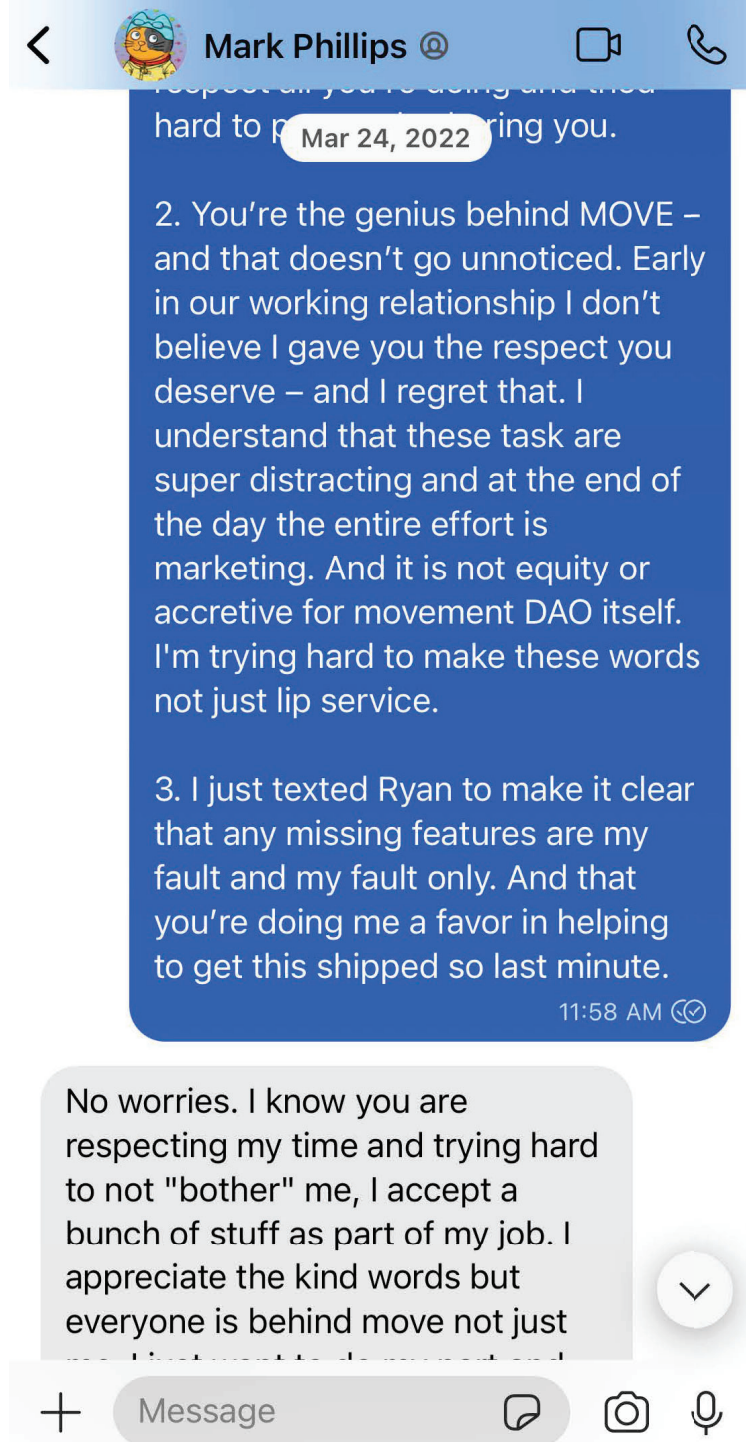 Mark Phillips
hard to p
Mar 24, 2022
ring you.
2. You’re the genius behind MOVE –
and that doesn’t go unnoticed. Early
in our working relationship I don’t
believe I gave you the respect you
deserve – and I regret that. I
understand that these task are
super distracting and at the end of
the day the entire effort is
marketing. And it is not equity or
accretive for movement DAO itself.
I'm trying hard to make these words
not just lip service.
3. I just texted Ryan to make it clear
that any missing features are my
fault and my fault only. And that
you’re doing me a favor in helping
to get this shipped so last minute.
11:58 AM
No worries. I know you are
respecting my time and trying hard
to not "bother" me, I accept a
bunch of stuff as part of my job. I
appreciate the kind words but
everyone is behind move not just
Message